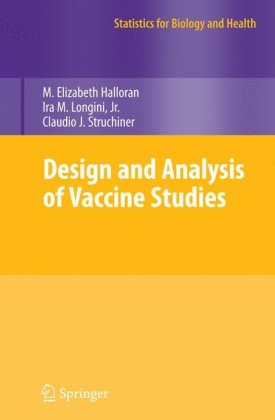 Statistics for Biology and Health
M. Elizabeth Halloran
Ira M. Longini, Jr.
Claudio J. Struchiner
Design and Analysis
of Vaccine Studies
Springer